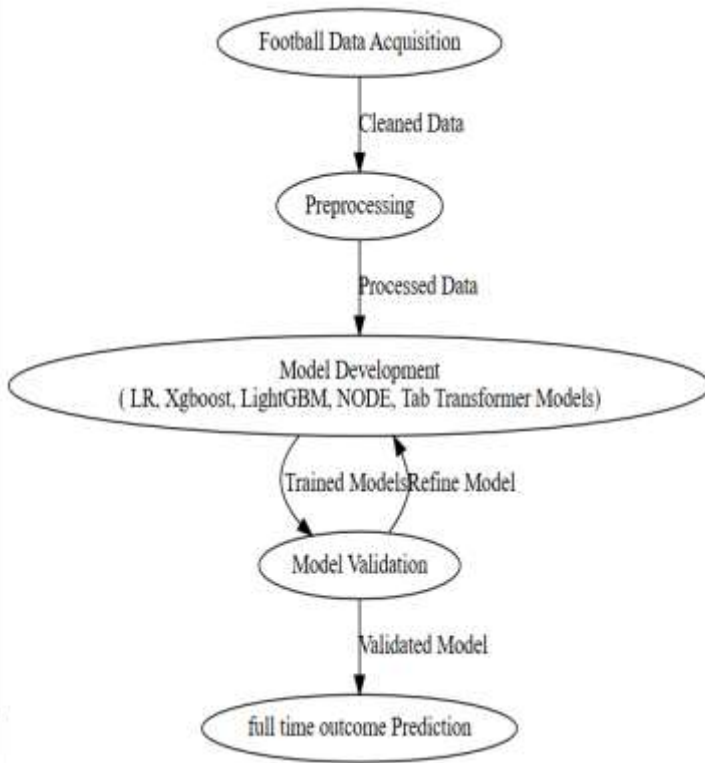 Football Data Acquisition
Cleaned Data
Preprocessing
Processed Data
Model Development
( LR, Xgboost, LightGBM, NODE, Tab Transformer Models)
Trained Models
Refine Model
Model Validation
Validated Model
full time outcome Prediction